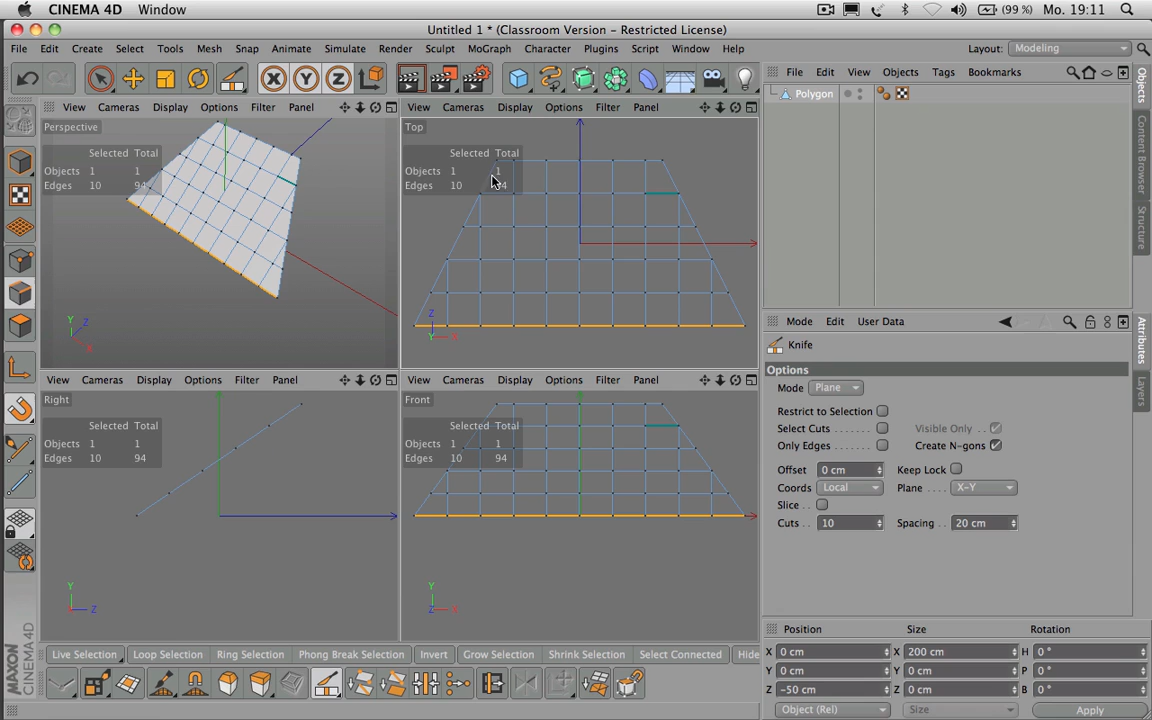 CINEMA 4D Window (99 %) Mo. 19:11
Untitled 1 * (Classroom Version - Restricted License)
File Edit Create Select Tools Mesh Snap Animate Simulate Render Sculpt MoGraph Character Plugins Script Window Help Layout: Modeling
X Y Z
File Edit View Objects Tags Bookmarks
Polygon
Objects
Content Browser
Structure
View Cameras Display Options Filter Panel
Perspective
Selected Total
Objects 1 1
Edges 10 94
Y Z X
View Cameras Display Options Filter Panel
Top
Selected Total
Objects 1 1
Edges 10 94
Z Y X
View Cameras Display Options Filter Panel
Right
Selected Total
Objects 1 1
Edges 10 94
Y X Z
View Cameras Display Options Filter Panel
Front
Selected Total
Objects 1 1
Edges 10 94
Y Z X
Mode Edit User Data
Knife
Options
Mode Plane
Restrict to Selection
Select Cuts Visible Only
Only Edges Create N-gons
Offset 0 cm Keep Lock
Coords Local Plane X-Y
Slice
Cuts 10 Spacing 20 cm
Attributes
Layers
Live Selection Loop Selection Ring Selection Phong Break Selection Invert Grow Selection Shrink Selection Select Connected Hide
Position Size Rotation
X 0 cm X 200 cm H 0 °
Y 0 cm Y 0 cm P 0 °
Z -50 cm Z 0 cm B 0 °
Object (Rel) Size Apply
MAXON
CINEMA 4D